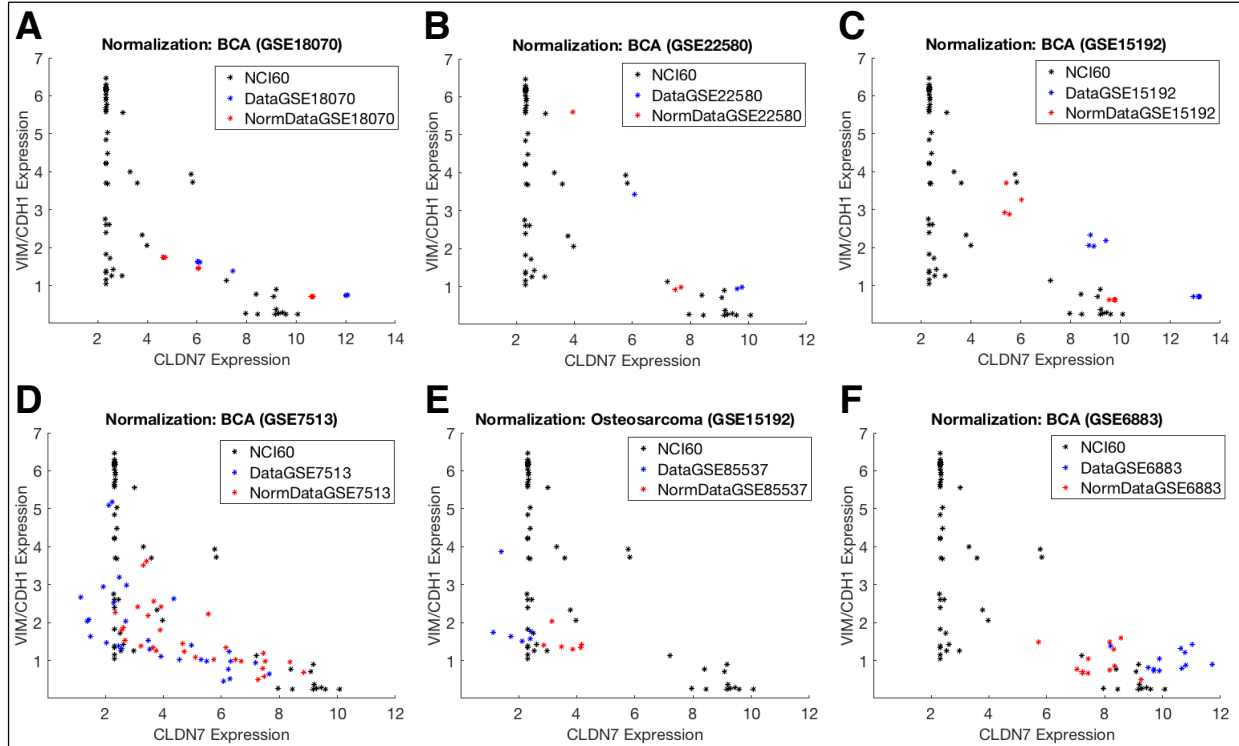 A
Normalization: BCA (GSE18070)
NCI60
DataGSE18070
NormDataGSE18070
7
6
5
4
3
2
1
VIM/CDH1 Expression
2 4 6 8 10 12 14
CLDN7 Expression
B
Normalization: BCA (GSE22580)
NCI60
DataGSE22580
NormDataGSE22580
7
6
5
4
3
2
1
VIM/CDH1 Expression
2 4 6 8 10 12
CLDN7 Expression
C
Normalization: BCA (GSE15192)
NCI60
DataGSE15192
NormDataGSE15192
7
6
5
4
3
2
1
VIM/CDH1 Expression
2 4 6 8 10 12 14
CLDN7 Expression
D
Normalization: BCA (GSE7513)
NCI60
DataGSE7513
NormDataGSE7513
7
6
5
4
3
2
1
VIM/CDH1 Expression
2 4 6 8 10 12
CLDN7 Expression
E
Normalization: Osteosarcoma (GSE15192)
NCI60
DataGSE85537
NormDataGSE85537
7
6
5
4
3
2
1
VIM/CDH1 Expression
2 4 6 8 10 12
CLDN7 Expression
F
Normalization: BCA (GSE6883)
NCI60
DataGSE6883
NormDataGSE6883
7
6
5
4
3
2
1
VIM/CDH1 Expression
2 4 6 8 10 12
CLDN7 Expression